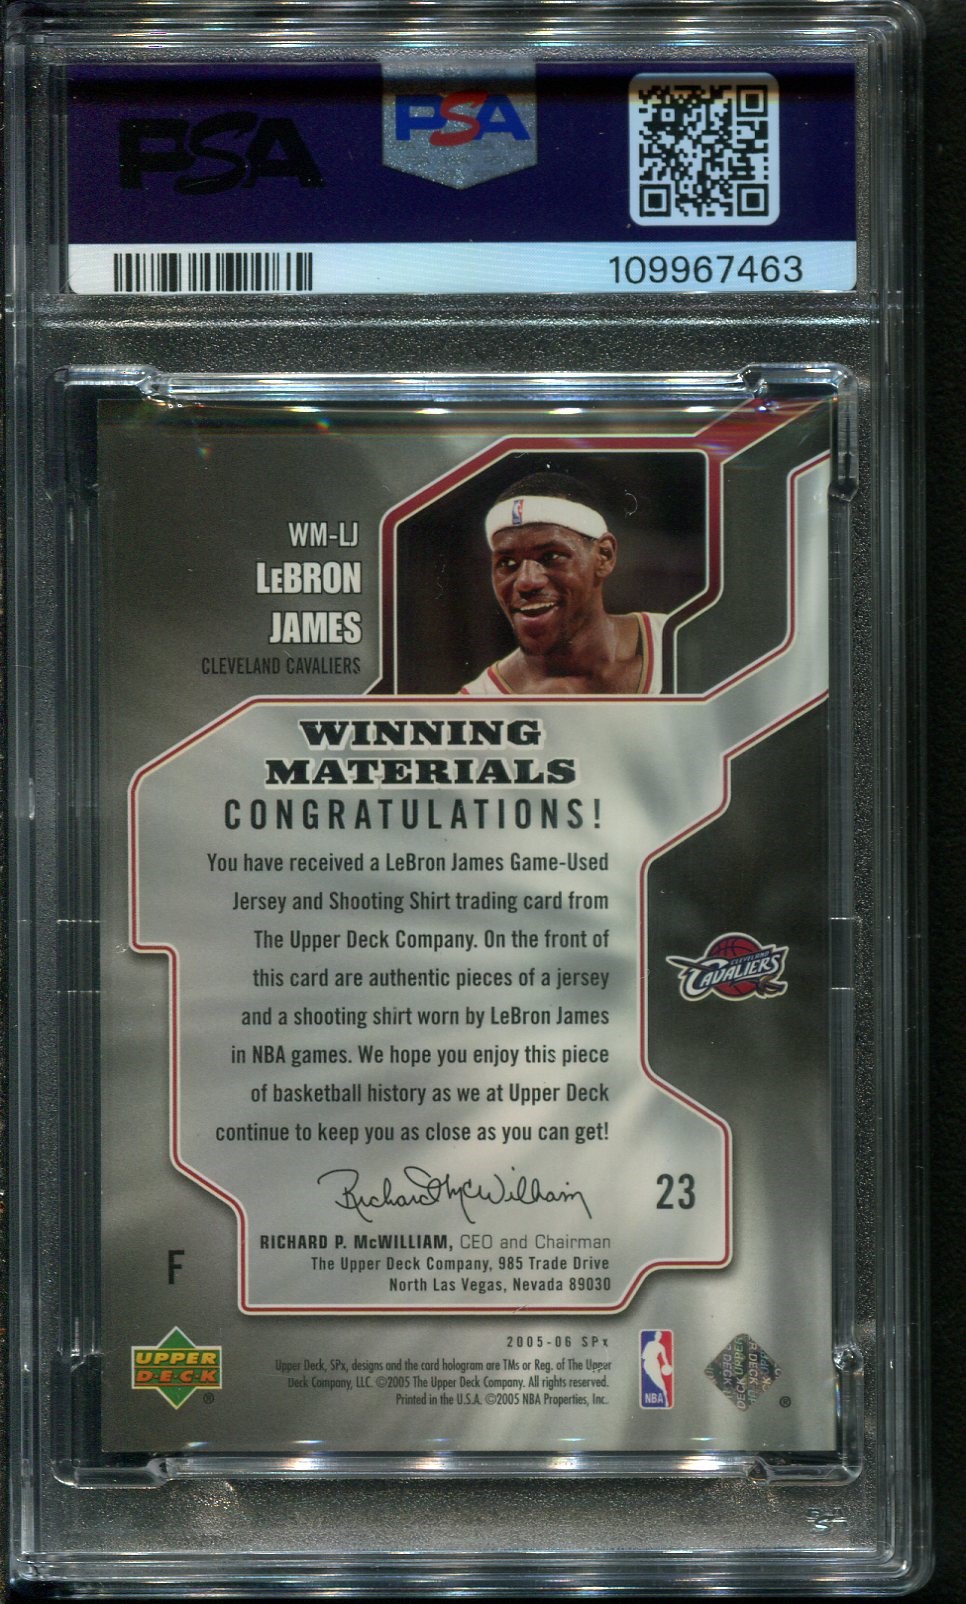 PSA
PSA
109967463
WM-LJ
LEBRON
JAMES
CLEVELAND CAVALIERS
WINNING
MATERIALS
CONGRATULATIONS!
You have received a LeBron James Game-Used
Jersey and Shooting Shirt trading card from
The Upper Deck Company. On the front of
this card are authentic pieces of a jersey
and a shooting shirt worn by LeBron James
in NBA games. We hope you enjoy this piece
of basketball history as we at Upper Deck
continue to keep you as close as you can get!
CLEVELAND
CAVALIERS
Richard McWilliam
23
RICHARD P. McWILLIAM, CEO and Chairman
The Upper Deck Company, 985 Trade Drive
North Las Vegas, Nevada 89030
F
UPPER
DECK
®
2005-06 SPx
Upper Deck, SPx, designs and the card hologram are TMs or Reg. of The Upper
Deck Company, LLC. ©2005 The Upper Deck Company. All rights reserved.
Printed in the U.S.A. ©2005 NBA Properties, Inc.
NBA
®